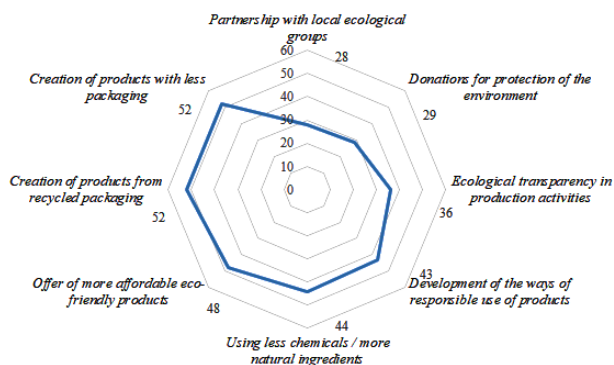 Partnership with local ecological
groups
28
Donations for protection of the
environment
29
Ecological transparency in
production activities
36
Development of the ways of
responsible use of products
43
Using less chemicals / more
natural ingredients
44
Offer of more affordable eco-
friendly products
48
Creation of products from
recycled packaging
52
Creation of products with less
packaging
52
60
50
40
30
20
10
0